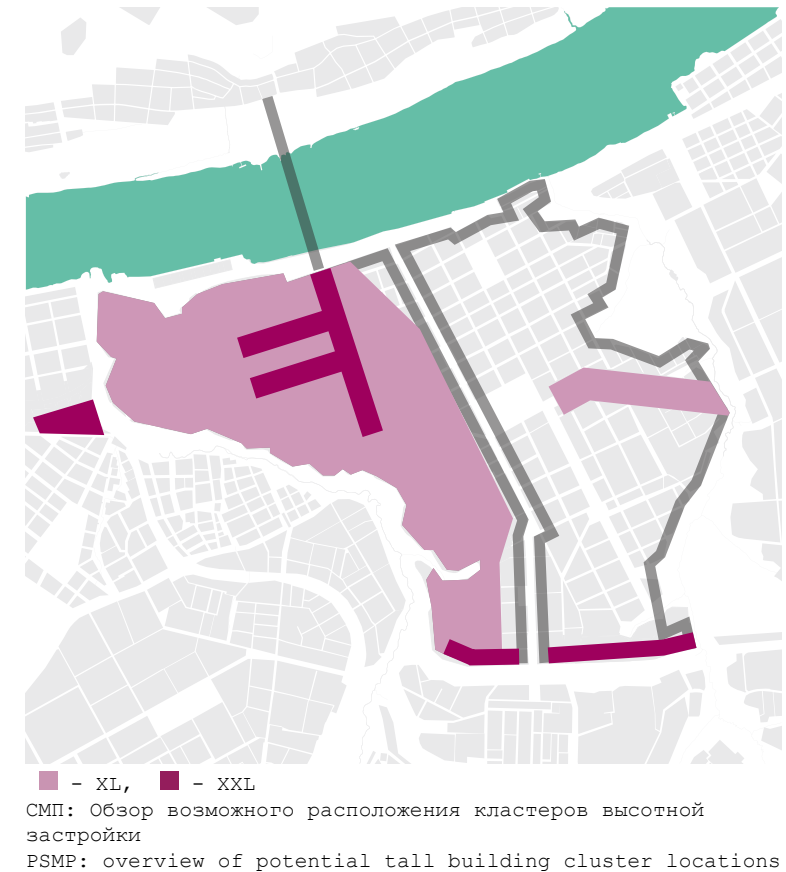 - XL, - XXL
СМП: Обзор возможного расположения кластеров высотной
застройки
PSMP: overview of potential tall building cluster locations